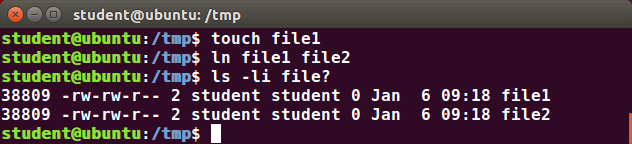 student@ubuntu: /tmp
student@ubuntu:/tmp$ touch file1
student@ubuntu:/tmp$ ln file1 file2
student@ubuntu:/tmp$ ls -li file?
38809 -rw-rw-r-- 2 student student 0 Jan  6 09:18 file1
38809 -rw-rw-r-- 2 student student 0 Jan  6 09:18 file2
student@ubuntu:/tmp$